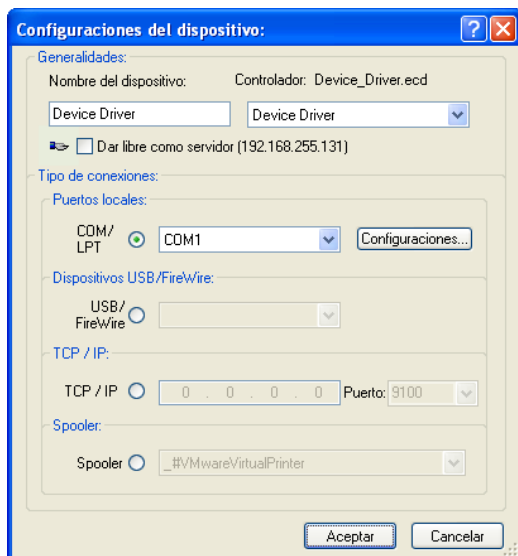 Configuraciones del dispositivo:
Generalidades:
Nombre del dispositivo: Controlador: Device_Driver.ecd
Device Driver Device Driver
Dar libre como servidor (192.168.255.131)
Tipo de conexiones:
Puertos locales:
COM/
LPT COM1 Configuraciones...
Dispositivos USB/FireWire:
USB/
FireWire
TCP / IP:
TCP / IP 0 . 0 . 0 . 0 Puerto: 9100
Spooler:
Spooler _#VMwareVirtualPrinter
Aceptar Cancelar